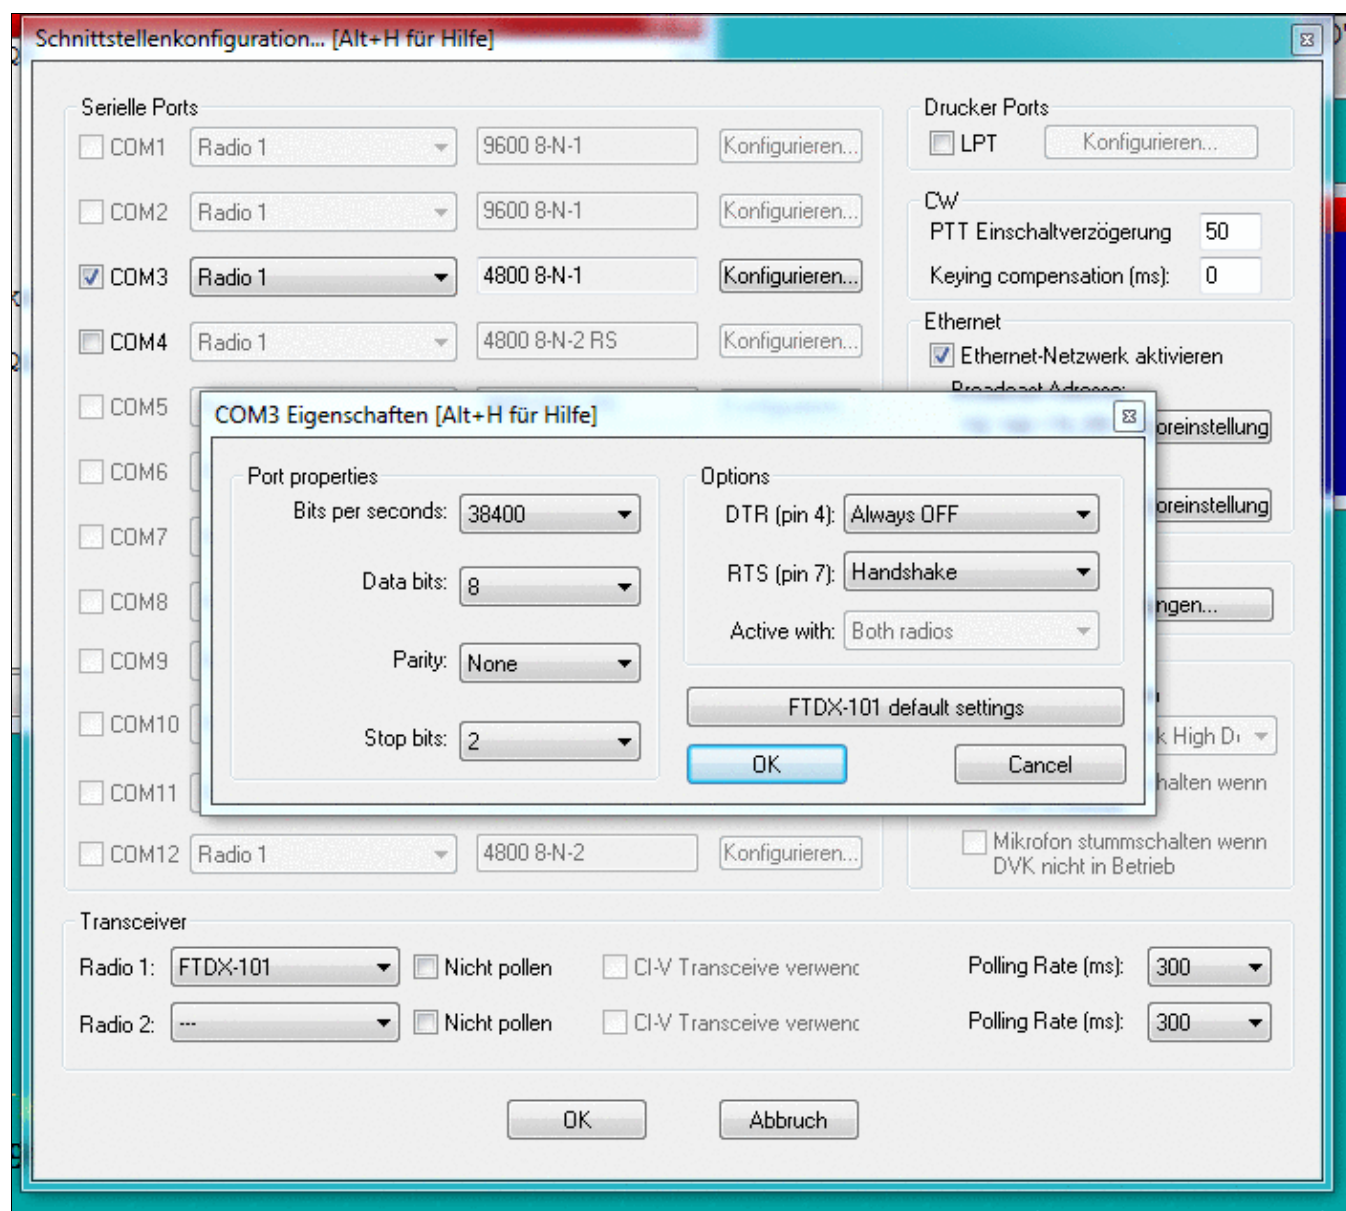 Schnittstellenkonfiguration... [Alt+H für Hilfe]
Serielle Ports
COM1 Radio 1 9600 8-N-1 Konfigurieren...
COM2 Radio 1 9600 8-N-1 Konfigurieren...
COM3 Radio 1 4800 8-N-1 Konfigurieren...
COM4 Radio 1 4800 8-N-2 RS Konfigurieren...
COM5
COM6
COM7
COM8
COM9
COM10
COM11
COM12 Radio 1 4800 8-N-2 Konfigurieren...
Drucker Ports
LPT Konfigurieren...
CW
PTT Einschaltverzögerung 50
Keying compensation (ms): 0
Ethernet
Ethernet-Netzwerk aktivieren
Broadcast Adresse:
oreinstellung
oreinstellung
ngen...
k High D
halten wenn
Mikrofon stummschalten wenn
DVK nicht in Betrieb
COM3 Eigenschaften [Alt+H für Hilfe]
Port properties
Bits per seconds: 38400
Data bits: 8
Parity: None
Stop bits: 2
Options
DTR (pin 4): Always OFF
RTS (pin 7): Handshake
Active with: Both radios
FTDX-101 default settings
OK Cancel
Transceiver
Radio 1: FTDX-101 Nicht pollen CI-V Transceive verwend Polling Rate (ms): 300
Radio 2: --- Nicht pollen CI-V Transceive verwend Polling Rate (ms): 300
OK Abbruch